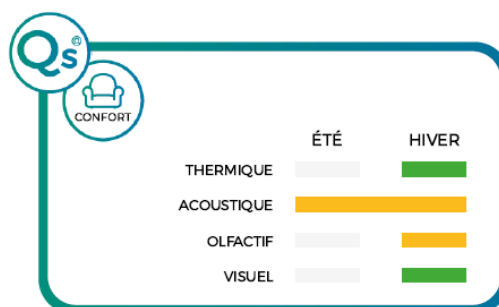 Qs@
CONFORT
ÉTÉ HIVER
THERMIQUE
ACOUSTIQUE
OLFACTIF
VISUEL